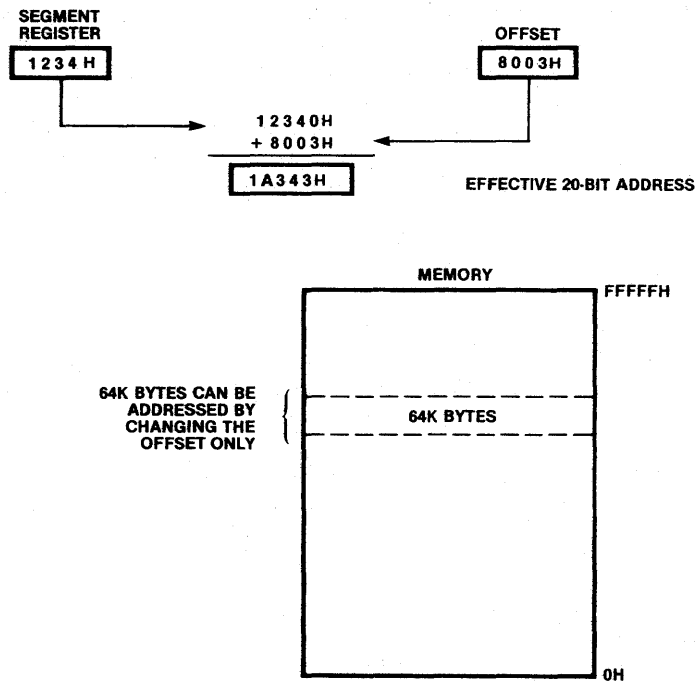 SEGMENT
REGISTER
1234H
OFFSET
8003H
12340H
+ 8003H
1A343H
EFFECTIVE 20-BIT ADDRESS
MEMORY
FFFFFH
64K BYTES CAN BE
ADDRESSED BY
CHANGING THE
OFFSET ONLY
64K BYTES
0H